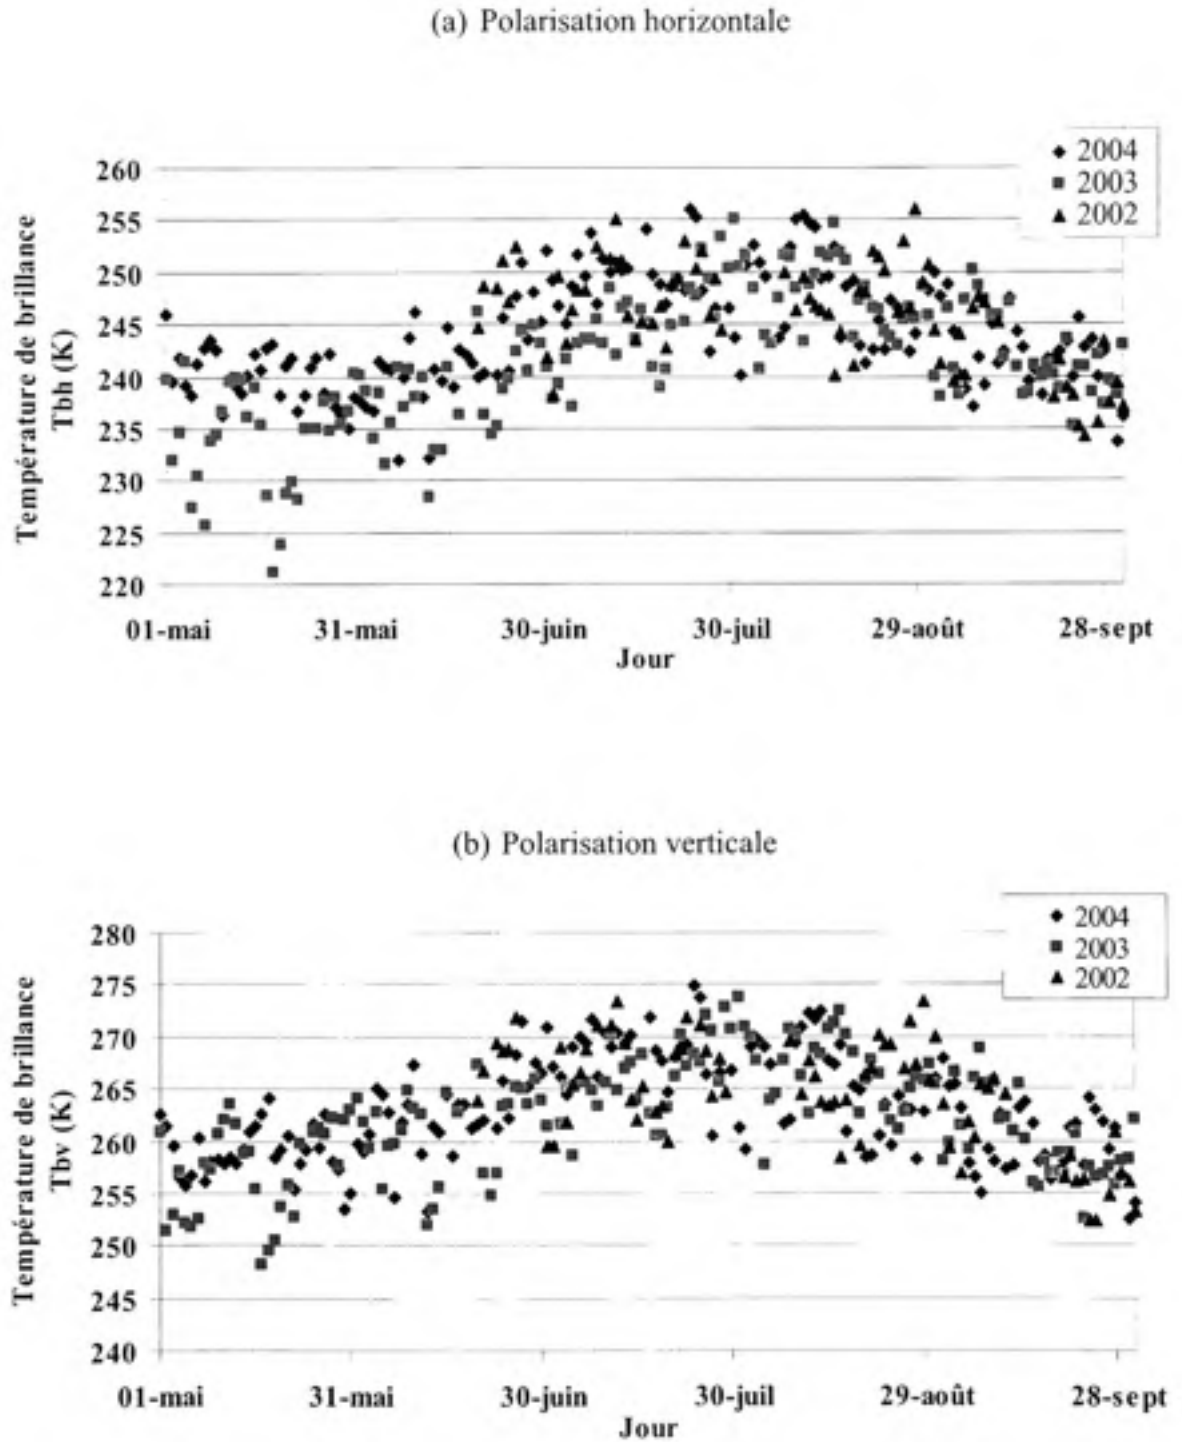 (a) Polarisation horizontale
2004
2003
2002
Température de brillance
Tbh (K)
260
255
250
245
240
235
230
225
220
01-mai 31-mai 30-juin 30-juil 29-août 28-sept
Jour
(b) Polarisation verticale
2004
2003
2002
Température de brillance
Tbv (K)
280
275
270
265
260
255
250
245
240
01-mai 31-mai 30-juin 30-juil 29-août 28-sept
Jour